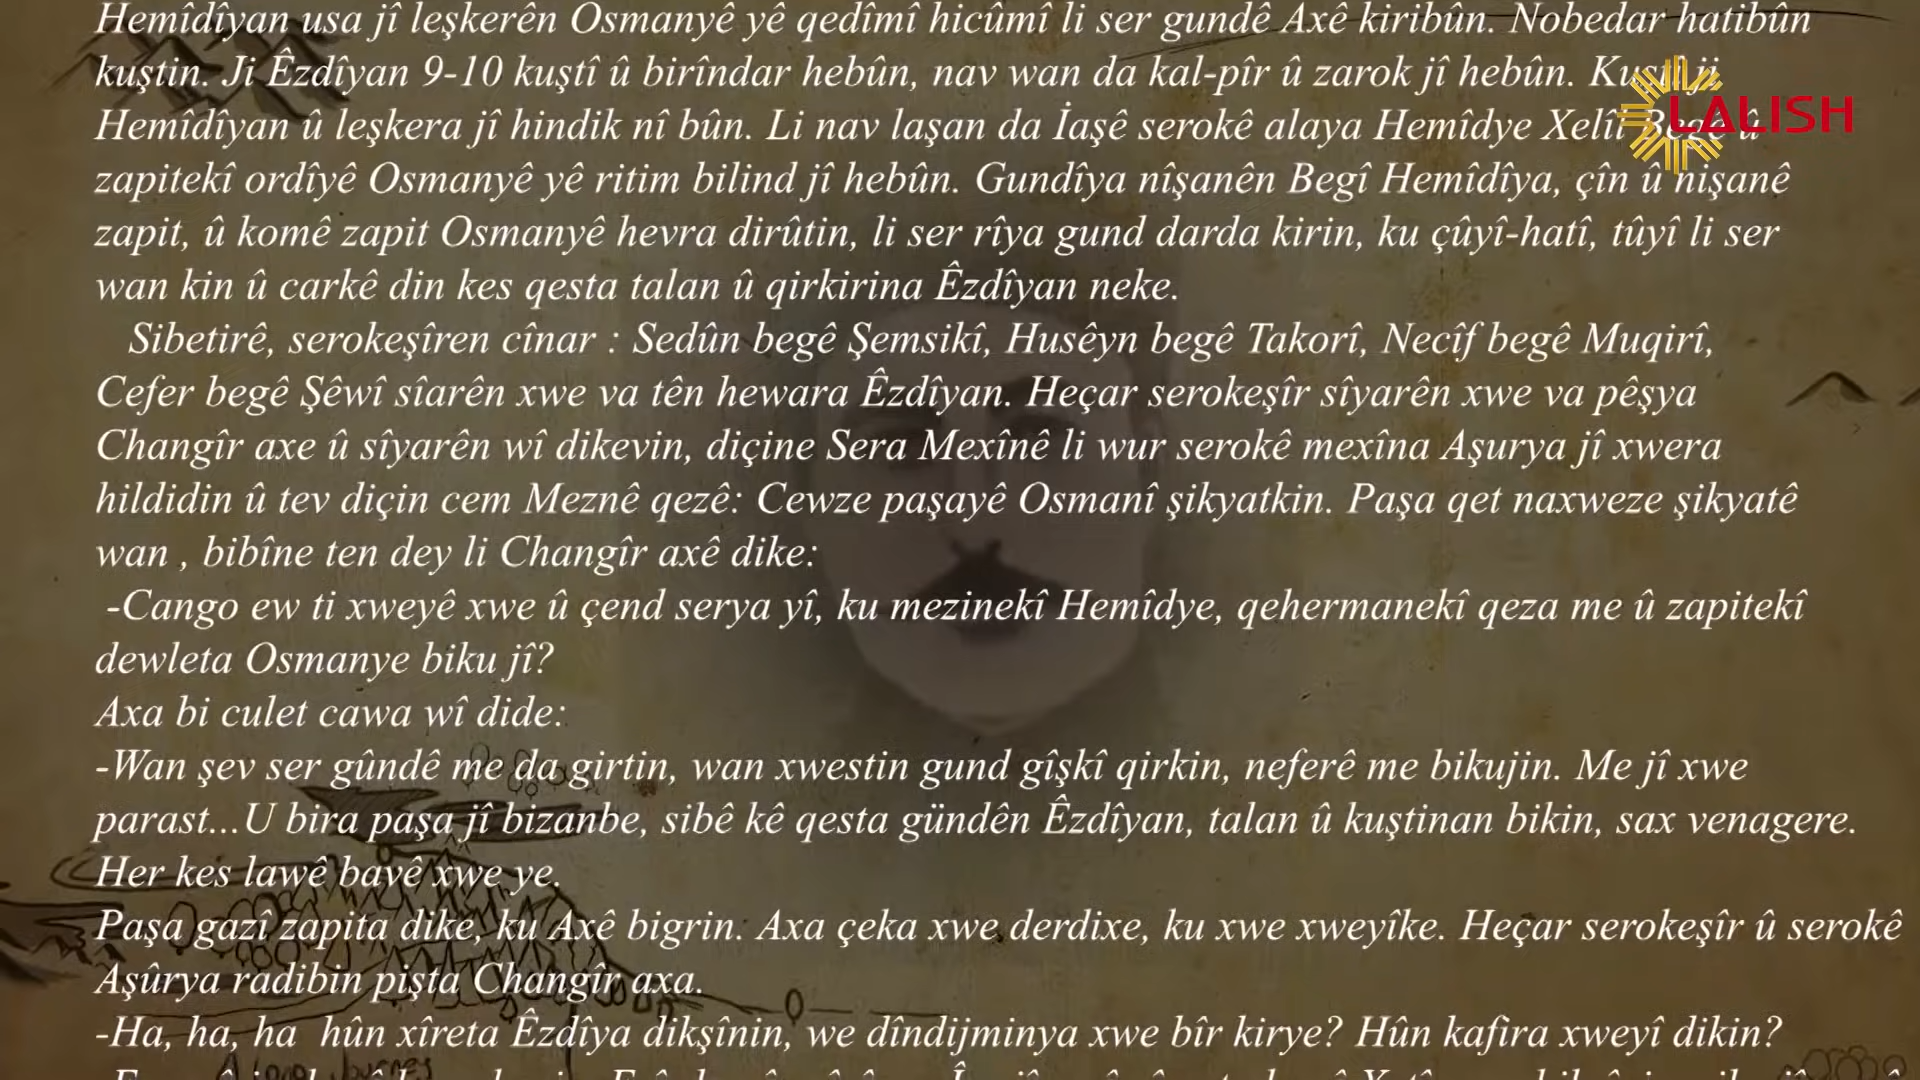 Hemîdîyan usa jî leşkerên Osmanyê yê qedîmî hicûmî li ser gundê Axê kiribûn. Nobedar hatibûn
kuştin. Ji Êzdîyan 9-10 kuştî û birîndar hebûn, nav wan da kal-pîr û zarok jî hebûn. Kuştî ji
LALISH
Hemîdîyan û leşkera jî hindik nî bûn. Li nav laşan da İaşê serokê alaya Hemîdye Xelîl Begê û
zapitekî ordîyê Osmanyê yê ritim bilind jî hebûn. Gundîya nîşanên Begî Hemîdîya, çîn û nişanê
zapit, û komê zapit Osmanyê hevra dirûtin, li ser rîya gund darda kirin, ku çûyî-hatî, tûyî li ser
wan kin û carkê din kes qesta talan û qirkirina Êzdîyan neke.
Sibetirê, serokeşîren cînar : Sedûn begê Şemsikî, Husêyn begê Takorî, Necîf begê Muqirî,
Cefer begê Şêwî sîarên xwe va tên hewara Êzdîyan. Heçar serokeşîr sîyarên xwe va pêşya
Changîr axe û sîyarên wî dikevin, diçine Sera Mexînê li wur serokê mexîna Aşurya jî xwera
hildidin û tev diçin cem Meznê qezê: Cewze paşayê Osmanî şikyatkin. Paşa qet naxweze şikyatê
wan , bibîne ten dey li Changîr axê dike:
-Cango ew ti xweyê xwe û çend serya yî, ku mezinekî Hemîdye, qehermanekî qeza me û zapitekî
dewleta Osmanye biku jî?
Axa bi culet cawa wî dide:
-Wan şev ser gûndê me da girtin, wan xwestin gund gîşkî qirkin, neferê me bikujin. Me jî xwe
parast...U bira paşa jî bizanbe, sibê kê qesta gündên Êzdîyan, talan û kuştinan bikin, sax venagere.
Her kes lawê bavê xwe ye.
Paşa gazî zapita dike, ku Axê bigrin. Axa çeka xwe derdixe, ku xwe xweyîke. Heçar serokeşîr û serokê
Aşûrya radibin pişta Changîr axa.
-Ha, ha, ha hûn xîreta Êzdîya dikşînin, we dîndijminya xwe bîr kirye? Hûn kafira xweyî dikin?